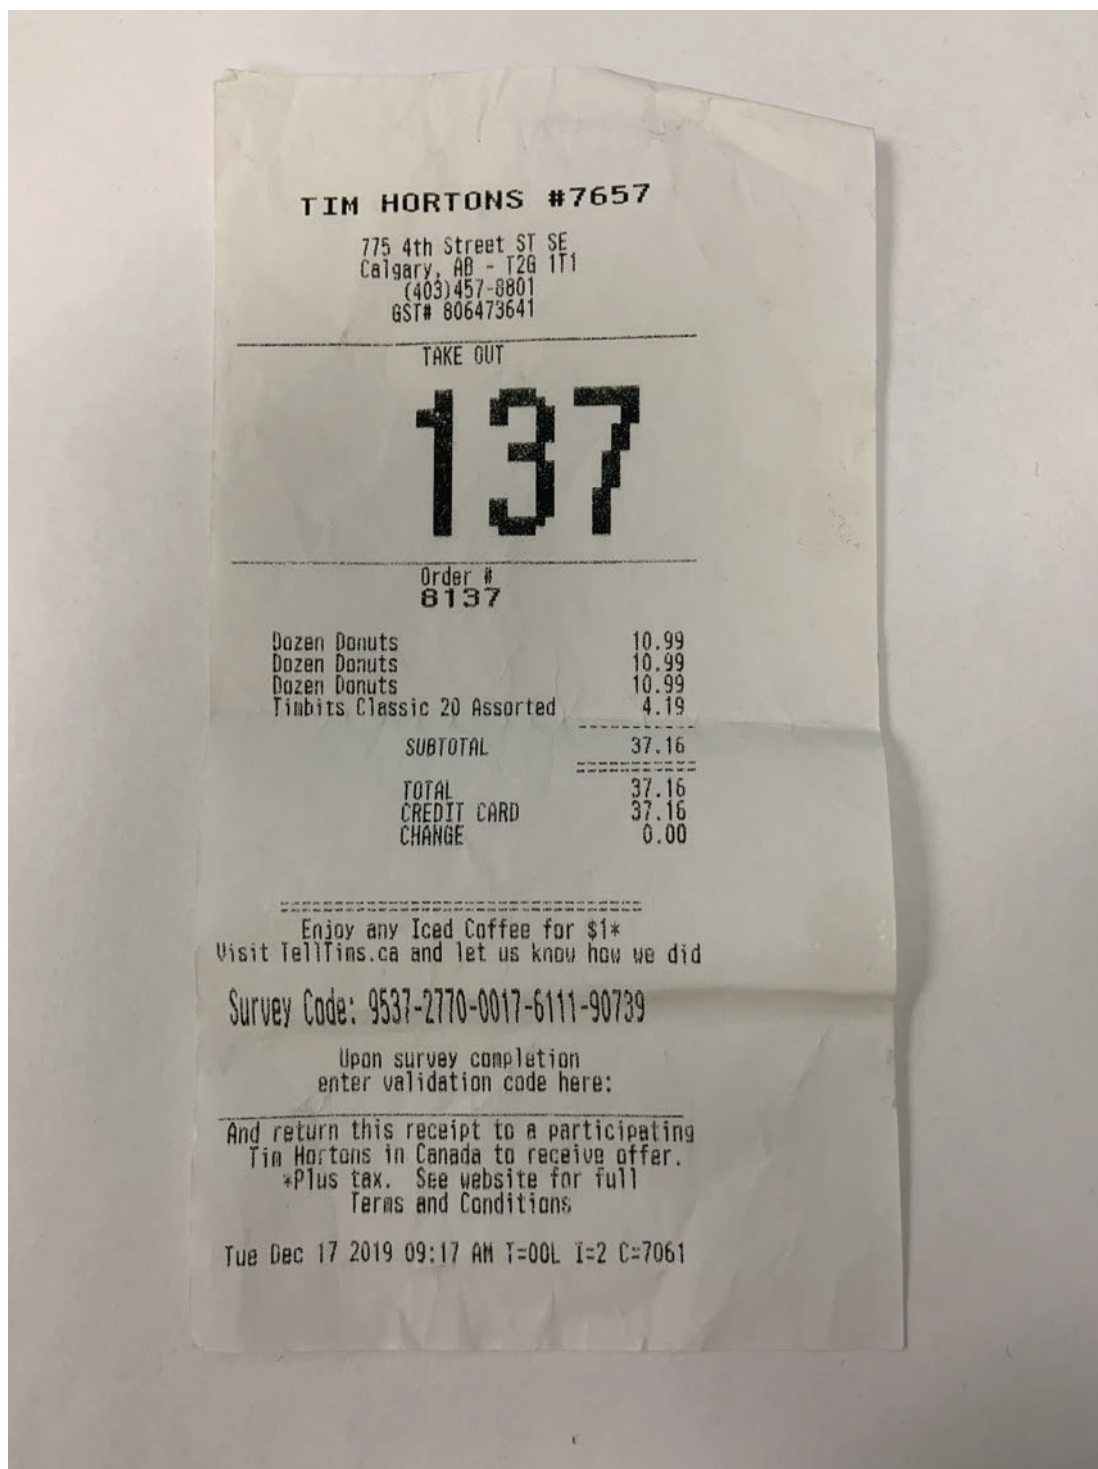 TIM HORTONS #7657
775 4th Street ST SE
Calgary, AB - T2G 1T1
(403)457-8801
GST# 806473641
TAKE OUT
137
Order #
8137
Dozen Donuts 10.99
Dozen Donuts 10.99
Dozen Donuts 10.99
Timbits Classic 20 Assorted 4.19
SUBTOTAL 37.16
TOTAL 37.16
CREDIT CARD 37.16
CHANGE 0.00
Enjoy any Iced Coffee for $1*
Visit TellTims.ca and let us know how we did
Survey Code: 9537-2770-0017-6111-90739
Upon survey completion
enter validation code here:
And return this receipt to a participating
Tim Hortons in Canada to receive offer.
*Plus tax. See website for full
Terms and Conditions
Tue Dec 17 2019 09:17 AM T=OOL I=2 C=7061